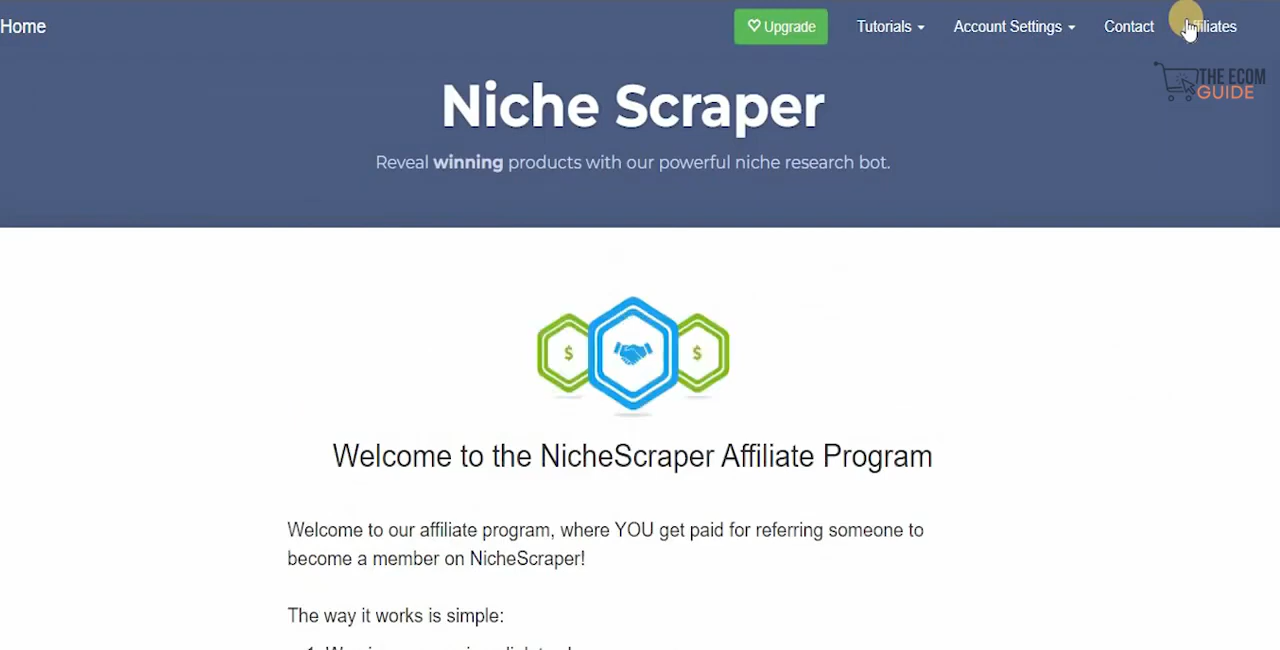 Home
Upgrade
Tutorials
Account Settings
Contact
THE ECOM
GUIDE
Niche Scraper
Reveal winning products with our powerful niche research bot.
$
$
Welcome to the NicheScraper Affiliate Program
Welcome to our affiliate program, where YOU get paid for referring someone to
become a member on NicheScraper!
The way it works is simple: